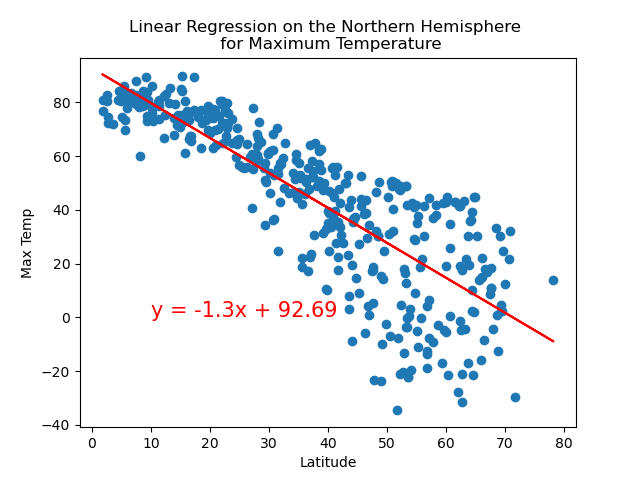 Linear Regression on the Northern Hemisphere
for Maximum Temperature
Max Temp
80
60
40
20
0
−20
−40
y = -1.3x + 92.69
0 10 20 30 40 50 60 70 80
Latitude